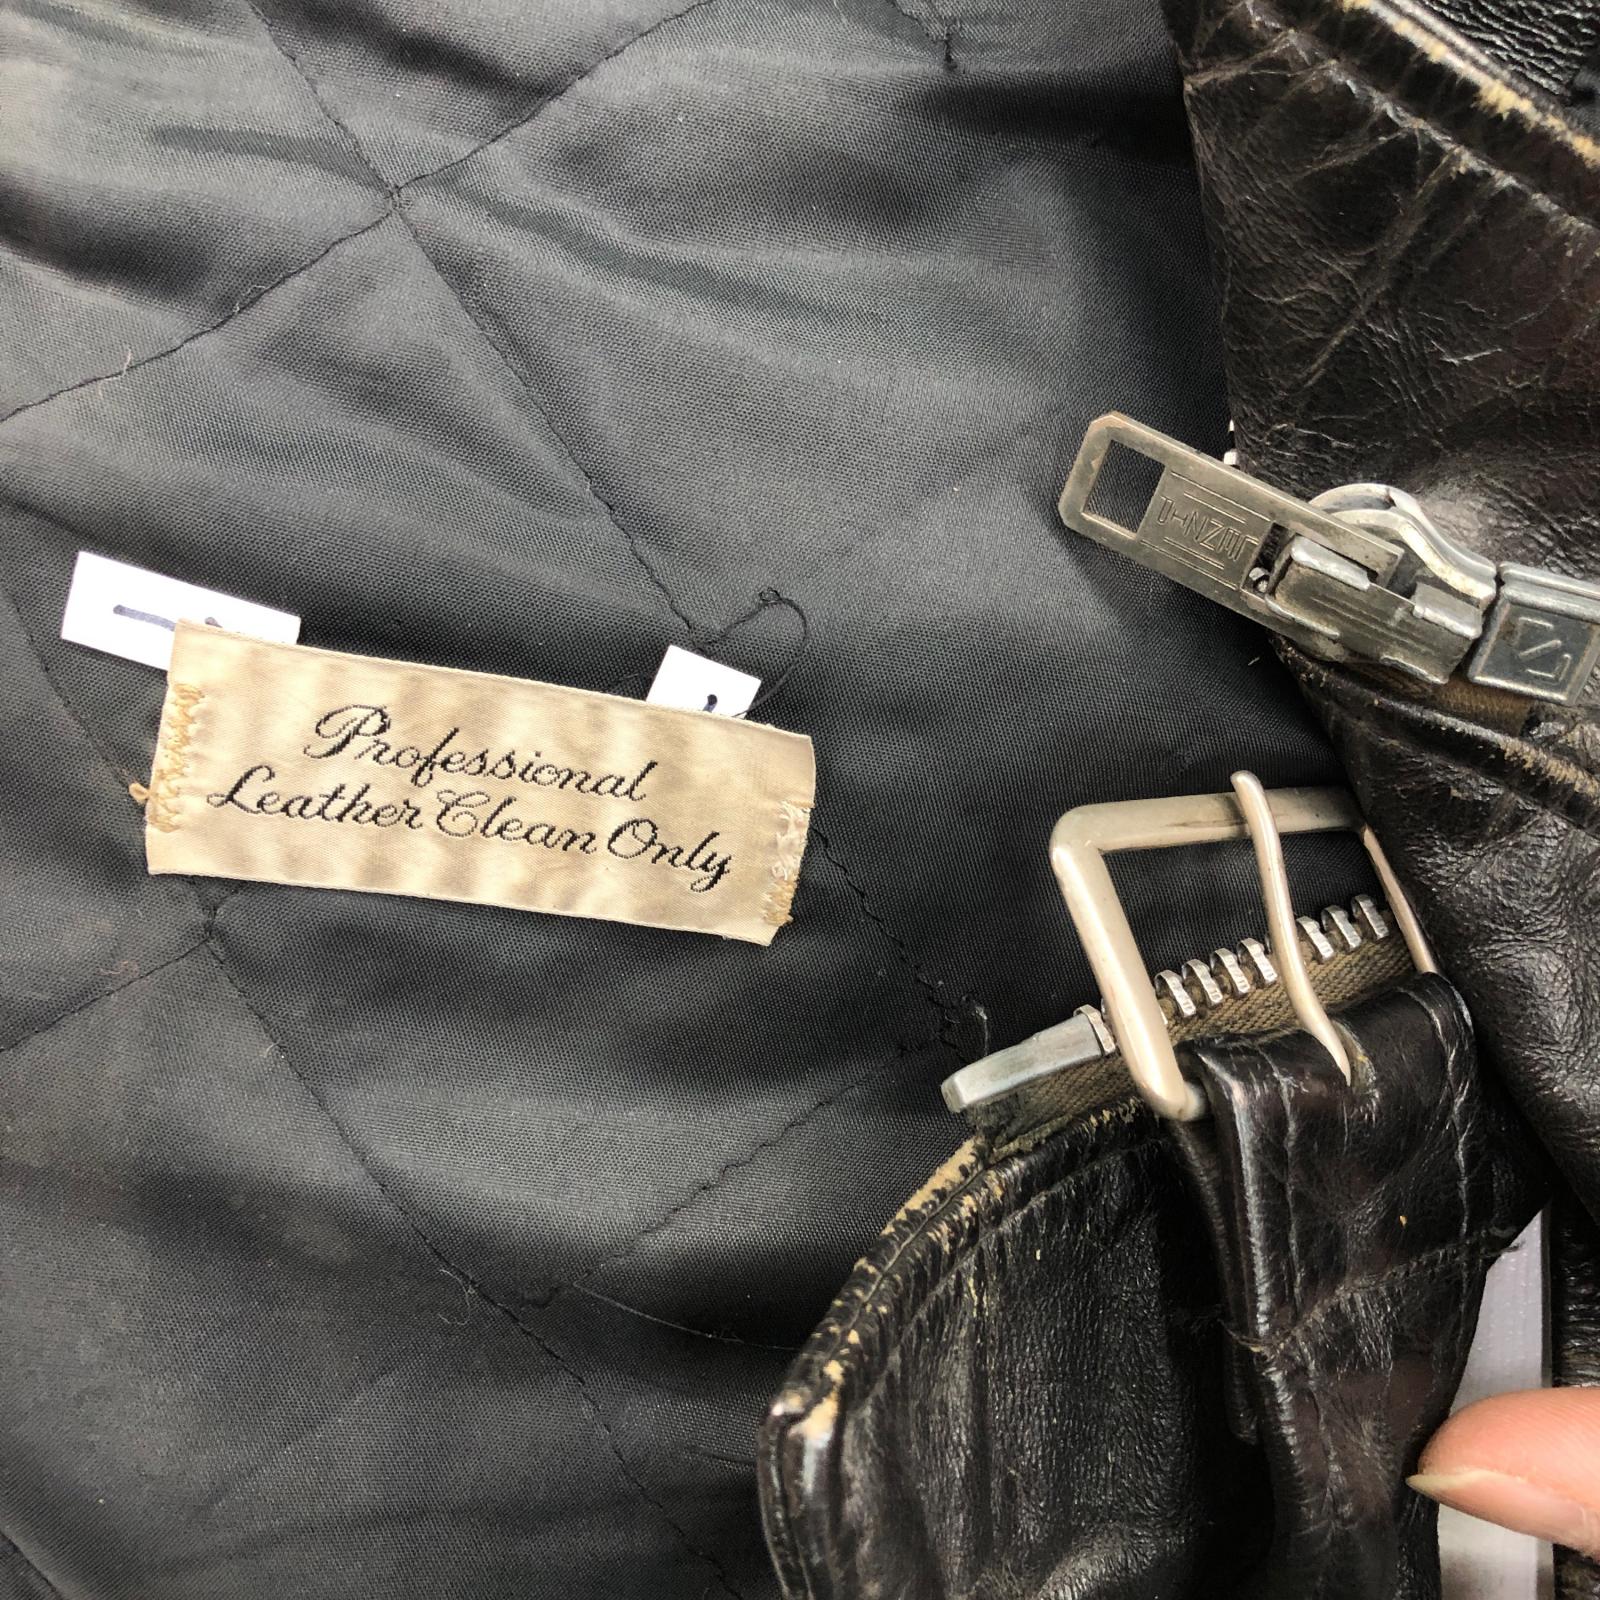 Professional
Leather Clean Only